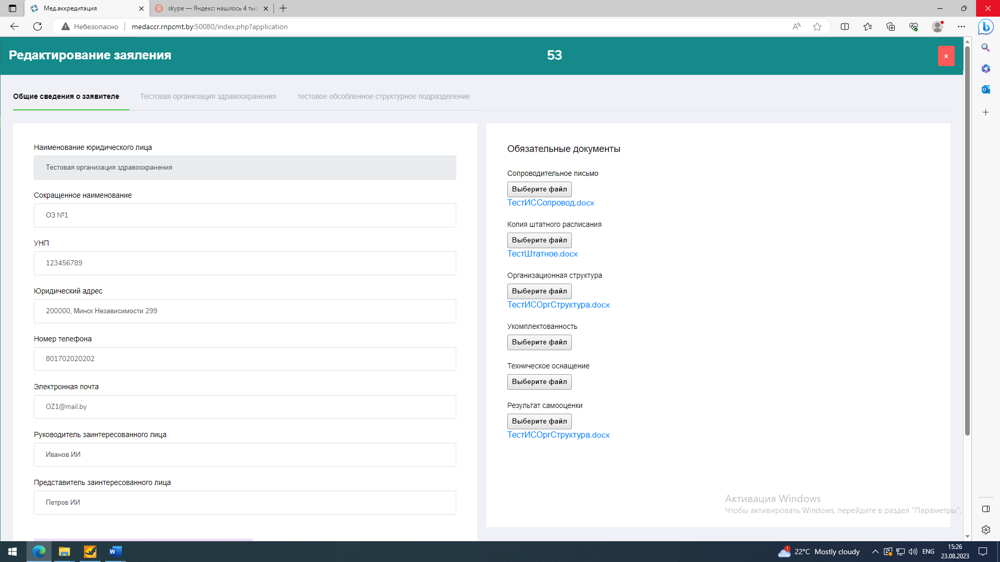 Мед.аккредитация
skype — Яндекс: нашлось 4 тыс
Небезопасно
medaccr.rnpcmt.by:50080/index.php?application
Редактирование заяления
53
Общие сведения о заявителе
Тестовая организация здравоохранения
тестовое обсобленное структурное подразделение
Наименование юридического лица
Тестовая организация здравоохранения
Сокращенное наименование
ОЗ №1
УНП
123456789
Юридический адрес
200000, Минск Независимости 299
Номер телефона
801702020202
Электронная почта
OZ1@mail.by
Руководитель заинтересованного лица
Иванов ИИ
Представитель заинтересованного лица
Петров ИИ
Обязательные документы
Сопроводительное письмо
Выберите файл
ТестИССопровод.docx
Копия штатного расписания
Выберите файл
ТестШтатное.docx
Организационная структура
Выберите файл
ТестИСОргСтруктура.docx
Укомплектованность
Выберите файл
Техническое оснащение
Выберите файл
Результат самооценки
Выберите файл
ТестИСОргСтруктура.docx
Активация Windows
Чтобы активировать Windows, перейдите в раздел "Параметры".
1
22°C Mostly cloudy
ENG
15:26
23.08.2023